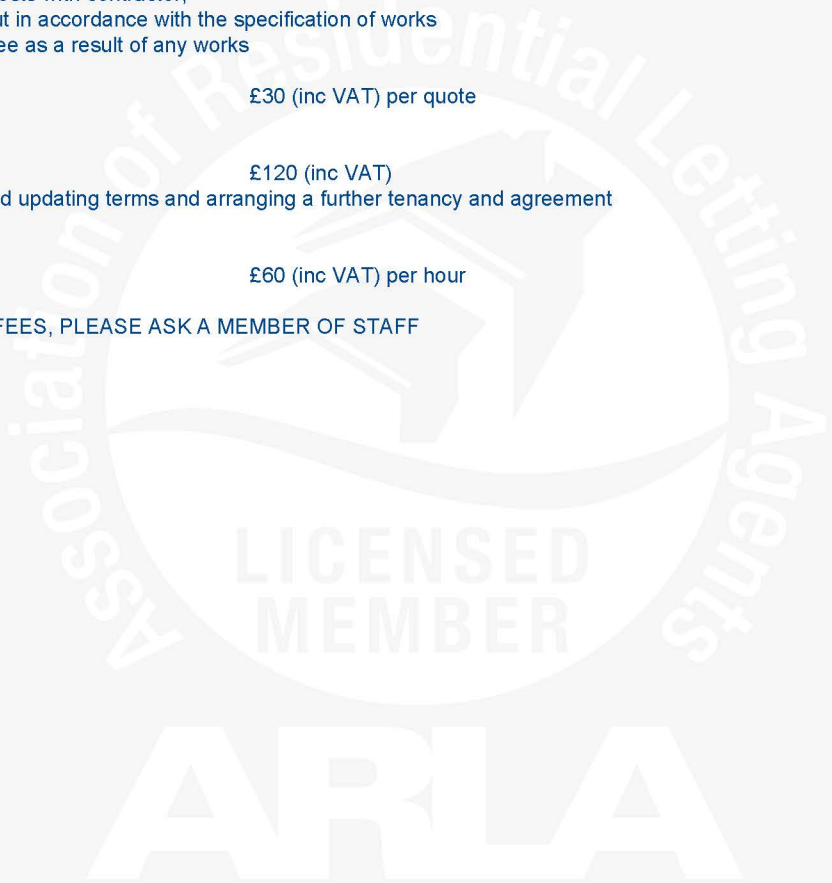 with contractor,
in accordance with the specification of works
as a result of any works
£30 (inc VAT) per quote
£120 (inc VAT)
updating terms and arranging a further tenancy and agreement
£60 (inc VAT) per hour
FEES, PLEASE ASK A MEMBER OF STAFF
Association of Residential Letting Agents
LICENSED
MEMBER
ARLA